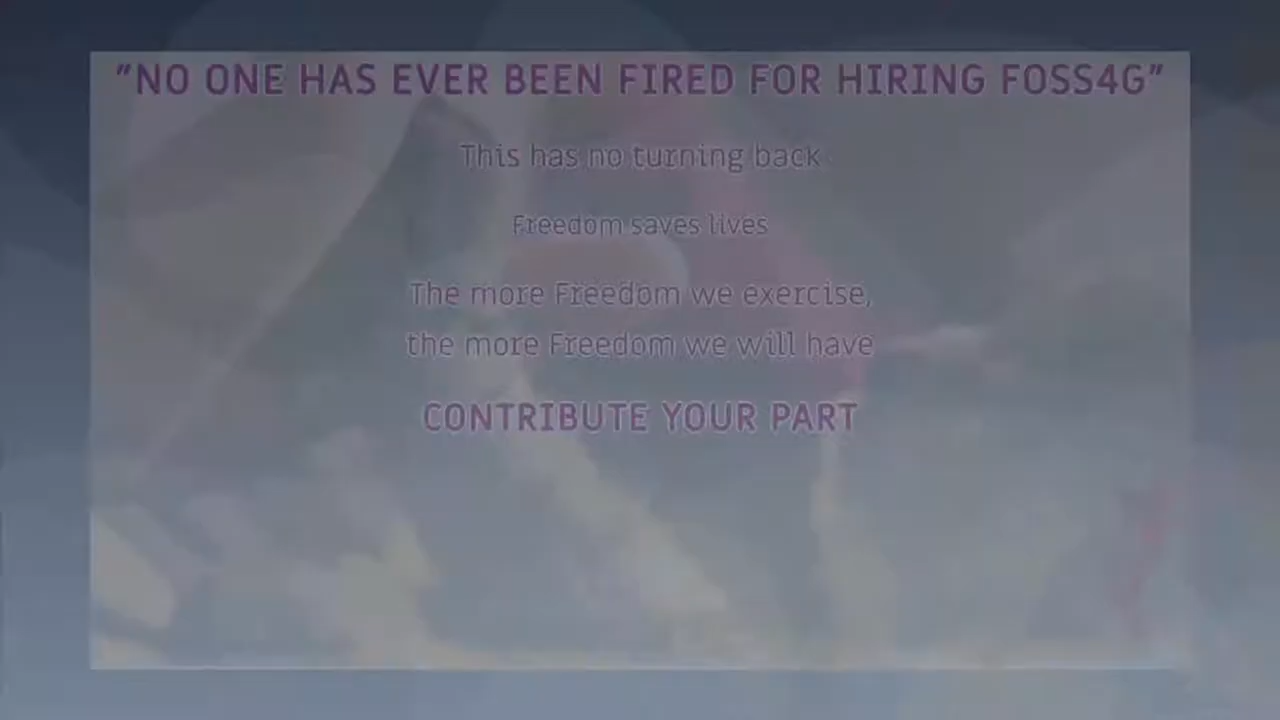 "NO ONE HAS EVER BEEN FIRED FOR HIRING FOSS4G"
This has no turning back
Freedom saves lives
The more Freedom we exercise,
the more Freedom we will have
CONTRIBUTE YOUR PART